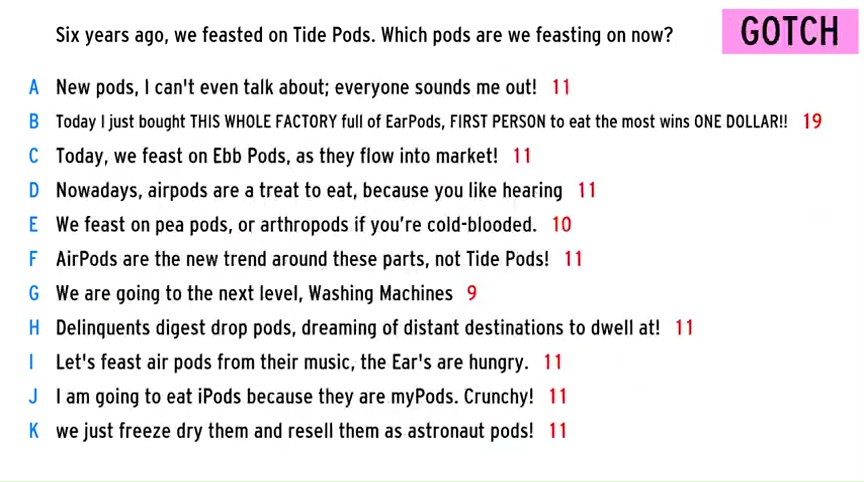 Six years ago, we feasted on Tide Pods. Which pods are we feasting on now? GOTCH
A New pods, I can't even talk about; everyone sounds me out! 11
B Today I just bought THIS WHOLE FACTORY full of EarPods, FIRST PERSON to eat the most wins ONE DOLLAR!! 19
C Today, we feast on Ebb Pods, as they flow into market! 11
D Nowadays, airpods are a treat to eat, because you like hearing 11
E We feast on pea pods, or arthropods if you’re cold-blooded. 10
F AirPods are the new trend around these parts, not Tide Pods! 11
G We are going to the next level, Washing Machines 9
H Delinquents digest drop pods, dreaming of distant destinations to dwell at! 11
I Let's feast air pods from their music, the Ear's are hungry. 11
J I am going to eat iPods because they are myPods. Crunchy! 11
K we just freeze dry them and resell them as astronaut pods! 11